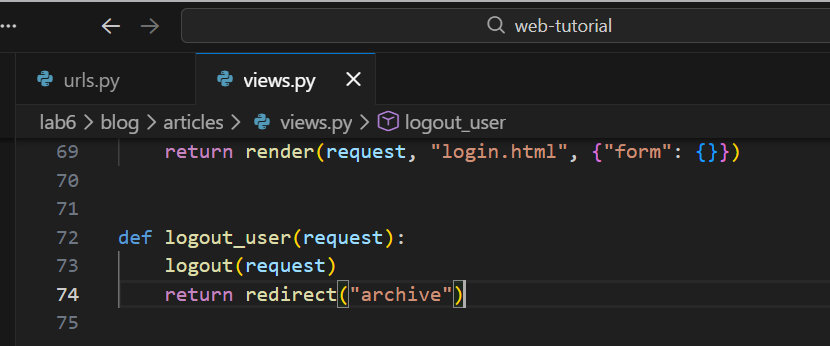 ... ← → web-tutorial
urls.py views.py ×
lab6 > blog > articles > views.py > logout_user
69 return render(request, "login.html", {"form": {}})
70
71
72 def logout_user(request):
73 logout(request)
74 return redirect("archive")
75